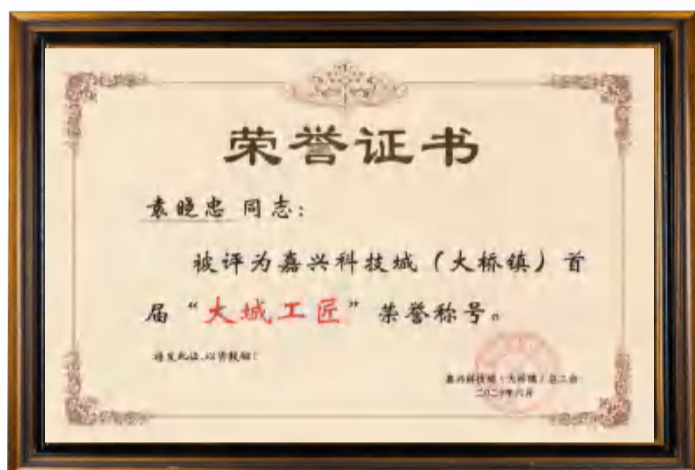 荣誉证书
袁晓忠 同志：
被评为嘉兴科技城（大桥镇）首
届“大城工匠”荣誉称号。
特发此证，以资鼓励！
嘉兴科技城（大桥镇）总工会